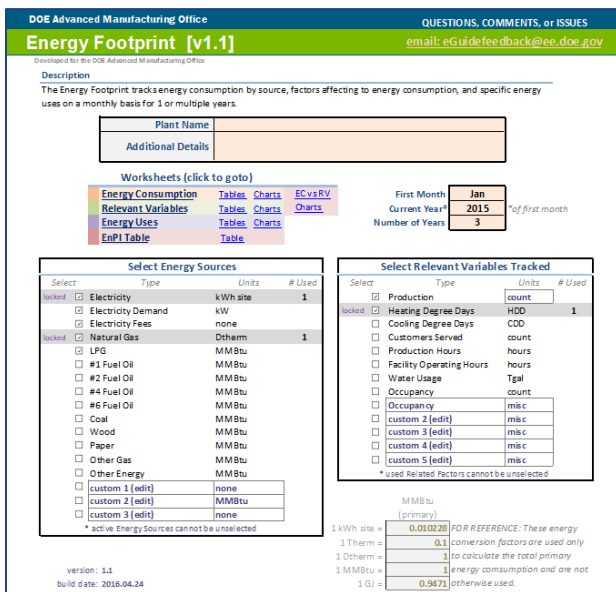 DOE Advanced Manufacturing Office
QUESTIONS, COMMENTS, or ISSUES
Energy Footprint [v1.1]
email: eGuidefeedback@ee.doe.gov
Developed for the DOE Advanced Manufacturing Office
Description
The Energy Footprint tracks energy consumption by source, factors affecting to energy consumption, and specific energy
uses on a monthly basis for 1 or multiple years.
Plant Name
Additional Details
Worksheets (click to goto)
Energy Consumption Tables Charts EC vs RV
Relevant Variables Tables Charts Charts
Energy Uses Tables Charts
EnPI Table Table
First Month Jan
Current Year* 2015 *of first month
Number of Years 3
Select Energy Sources
Select Type Units # Used
locked Electricity kWh site 1
Electricity Demand kW
Electricity Fees none
locked Natural Gas Dtherm 1
LPG MMBtu
#1 Fuel Oil MMBtu
#2 Fuel Oil MMBtu
#4 Fuel Oil MMBtu
#6 Fuel Oil MMBtu
Coal MMBtu
Wood MMBtu
Paper MMBtu
Other Gas MMBtu
Other Energy MMBtu
custom 1 (edit) none
custom 2 (edit) MMBtu
custom 3 (edit) none
* active Energy Sources cannot be unselected
Select Relevant Variables Tracked
Select Type Units # Used
Production count
locked Heating Degree Days HDD 1
Cooling Degree Days CDD
Customers Served count
Production Hours hours
Facility Operating Hours hours
Water Usage Tgal
Occupancy count
Occupancy misc
custom 2 (edit) misc
custom 3 (edit) misc
custom 4 (edit) misc
custom 5 (edit) misc
* used Related Factors cannot be unselected
MMBtu
(primary)
1 kWh site = 0.010228 FOR REFERENCE: These energy
1 Therm = 0.1 conversion factors are used only
1 Dtherm = 1 to calculate the total primary
1 MMBtu = 1 energy comsumption and are not
1 GJ = 0.9471 otherwise used.
version: 1.1
build date: 2016.04.24